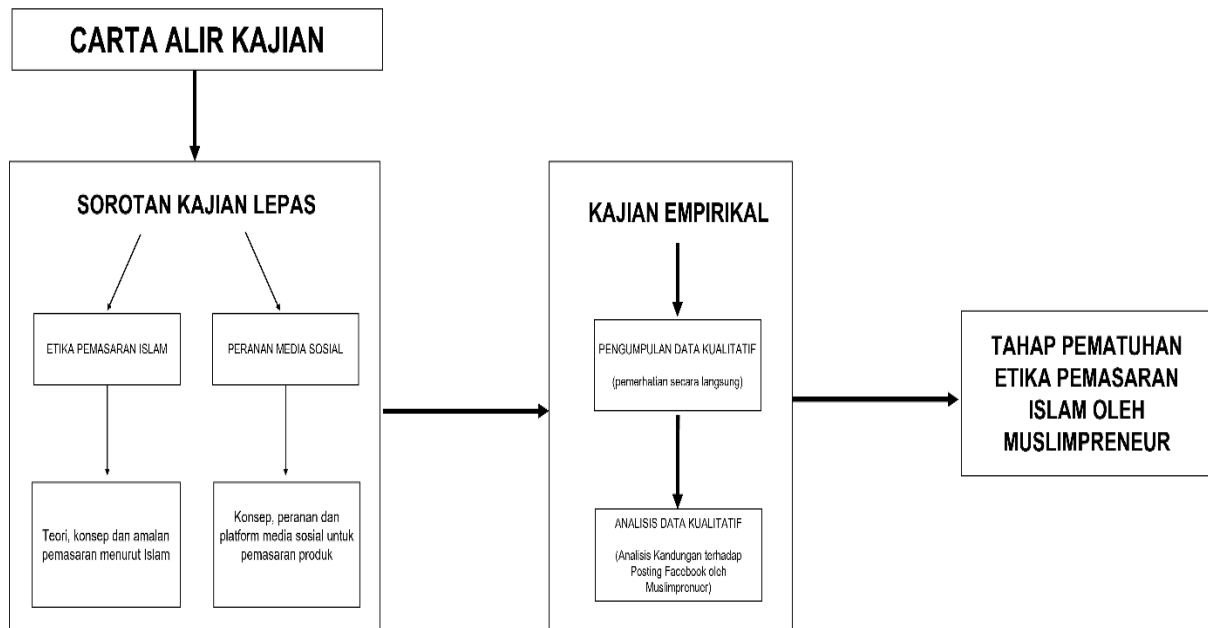 CARTA ALIR KAJIAN
SOROTAN KAJIAN LEPAS
ETIKA PEMASARAN ISLAM
PERANAN MEDIA SOSIAL
Teori, konsep dan amalan
pemasaran menurut Islam
Konsep, peranan dan
platform media sosial untuk
pemasaran produk
KAJIAN EMPIRIKAL
PENGUMPULAN DATA KUALITATIF
(pemerhatian secara langsung)
ANALISIS DATA KUALITATIF
(Analisis Kandungan terhadap
Posting Facebook oleh
Muslimprenuer)
TAHAP PEMATUHAN
ETIKA PEMASARAN
ISLAM OLEH
MUSLIMPRENEUR